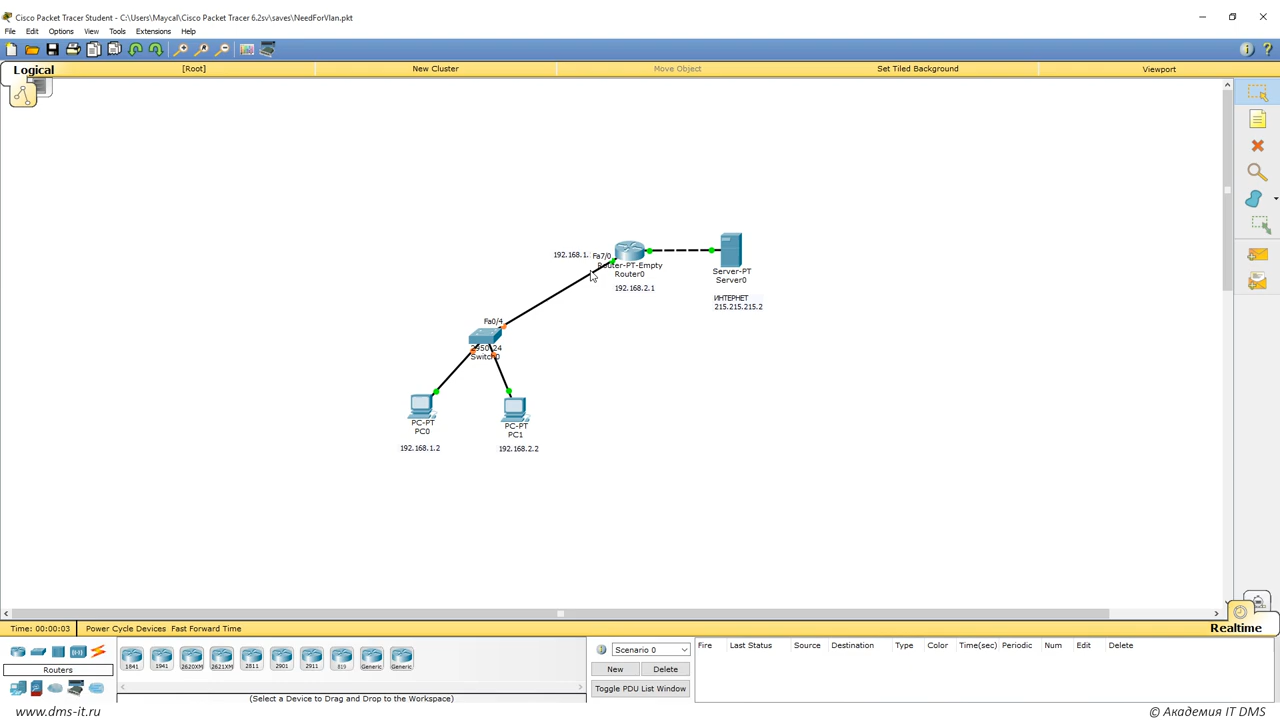 Cisco Packet Tracer Student - C:\Users\Maycal\Cisco Packet Tracer 6.2sv\saves\NeedForVlan.pkt
File Edit Options View Tools Extensions Help
Logical [Root] New Cluster Move Object Set Tiled Background Viewport
192.168.1. Fa7/0
Router-PT-Empty
Router0
192.168.2.1
Server-PT
Server0
ИНТЕРНЕТ
215.215.215.2
Fa0/4
2950-24
Switch0
PC-PT
PC0
192.168.1.2
PC-PT
PC1
192.168.2.2
Realtime
Time: 00:00:03 Power Cycle Devices Fast Forward Time
Routers
1841 1941 2620XM 2621XM 2811 2901 2911 819 Generic Generic
(Select a Device to Drag and Drop to the Workspace)
Scenario 0
New Delete
Toggle PDU List Window
Fire Last Status Source Destination Type Color Time(sec) Periodic Num Edit Delete
www.dms-it.ru
© Академия IT DMS